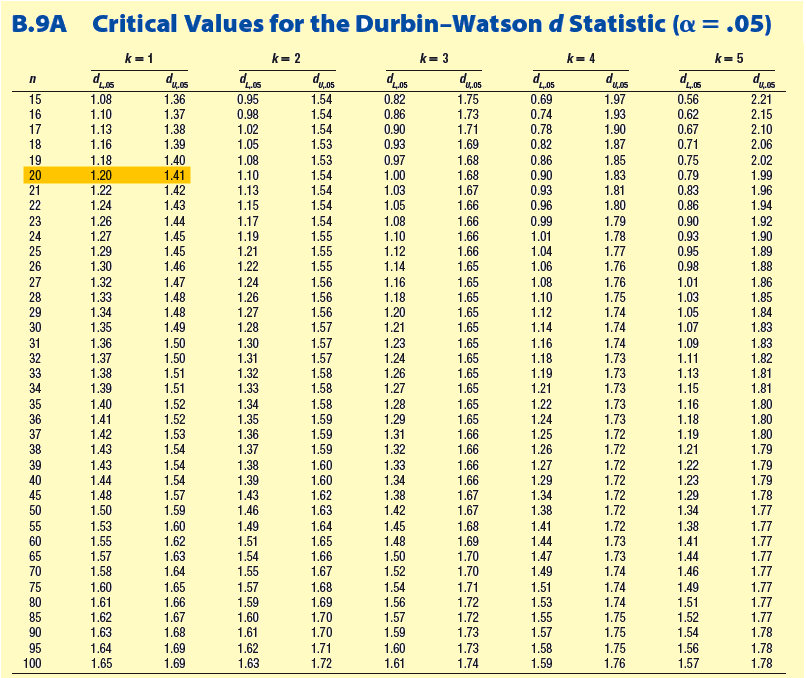 B.9A Critical Values for the Durbin–Watson d Statistic (α = .05)
k = 1 k = 2 k = 3 k = 4 k = 5
n dL,.05 dU,.05 dL,.05 dU,.05 dL,.05 dU,.05 dL,.05 dU,.05 dL,.05 dU,.05
15 1.08 1.36 0.95 1.54 0.82 1.75 0.69 1.97 0.56 2.21
16 1.10 1.37 0.98 1.54 0.86 1.73 0.74 1.93 0.62 2.15
17 1.13 1.38 1.02 1.54 0.90 1.71 0.78 1.90 0.67 2.10
18 1.16 1.39 1.05 1.53 0.93 1.69 0.82 1.87 0.71 2.06
19 1.18 1.40 1.08 1.53 0.97 1.68 0.86 1.85 0.75 2.02
20 1.20 1.41 1.10 1.54 1.00 1.68 0.90 1.83 0.79 1.99
21 1.22 1.42 1.13 1.54 1.03 1.67 0.93 1.81 0.83 1.96
22 1.24 1.43 1.15 1.54 1.05 1.66 0.96 1.80 0.86 1.94
23 1.26 1.44 1.17 1.54 1.08 1.66 0.99 1.79 0.90 1.92
24 1.27 1.45 1.19 1.55 1.10 1.66 1.01 1.78 0.93 1.90
25 1.29 1.45 1.21 1.55 1.12 1.66 1.04 1.77 0.95 1.89
26 1.30 1.46 1.22 1.55 1.14 1.65 1.06 1.76 0.98 1.88
27 1.32 1.47 1.24 1.56 1.16 1.65 1.08 1.76 1.01 1.86
28 1.33 1.48 1.26 1.56 1.18 1.65 1.10 1.75 1.03 1.85
29 1.34 1.48 1.27 1.56 1.20 1.65 1.12 1.74 1.05 1.84
30 1.35 1.49 1.28 1.57 1.21 1.65 1.14 1.74 1.07 1.83
31 1.36 1.50 1.30 1.57 1.23 1.65 1.16 1.74 1.09 1.83
32 1.37 1.50 1.31 1.57 1.24 1.65 1.18 1.73 1.11 1.82
33 1.38 1.51 1.32 1.58 1.26 1.65 1.19 1.73 1.13 1.81
34 1.39 1.51 1.33 1.58 1.27 1.65 1.21 1.73 1.15 1.81
35 1.40 1.52 1.34 1.58 1.28 1.65 1.22 1.73 1.16 1.80
36 1.41 1.52 1.35 1.59 1.29 1.65 1.24 1.73 1.18 1.80
37 1.42 1.53 1.36 1.59 1.31 1.66 1.25 1.72 1.19 1.80
38 1.43 1.54 1.37 1.59 1.32 1.66 1.26 1.72 1.21 1.79
39 1.43 1.54 1.38 1.60 1.33 1.66 1.27 1.72 1.22 1.79
40 1.44 1.54 1.39 1.60 1.34 1.66 1.29 1.72 1.23 1.79
45 1.48 1.57 1.43 1.62 1.38 1.67 1.34 1.72 1.29 1.78
50 1.50 1.59 1.46 1.63 1.42 1.67 1.38 1.72 1.34 1.77
55 1.53 1.60 1.49 1.64 1.45 1.68 1.41 1.72 1.38 1.77
60 1.55 1.62 1.51 1.65 1.48 1.69 1.44 1.73 1.41 1.77
65 1.57 1.63 1.54 1.66 1.50 1.70 1.47 1.73 1.44 1.77
70 1.58 1.64 1.55 1.67 1.52 1.70 1.49 1.74 1.46 1.77
75 1.60 1.65 1.57 1.68 1.54 1.71 1.51 1.74 1.49 1.77
80 1.61 1.66 1.59 1.69 1.56 1.72 1.53 1.74 1.51 1.77
85 1.62 1.67 1.60 1.70 1.57 1.72 1.55 1.75 1.52 1.77
90 1.63 1.68 1.61 1.70 1.59 1.73 1.57 1.75 1.54 1.78
95 1.64 1.69 1.62 1.71 1.60 1.73 1.58 1.75 1.56 1.78
100 1.65 1.69 1.63 1.72 1.61 1.74 1.59 1.76 1.57 1.78